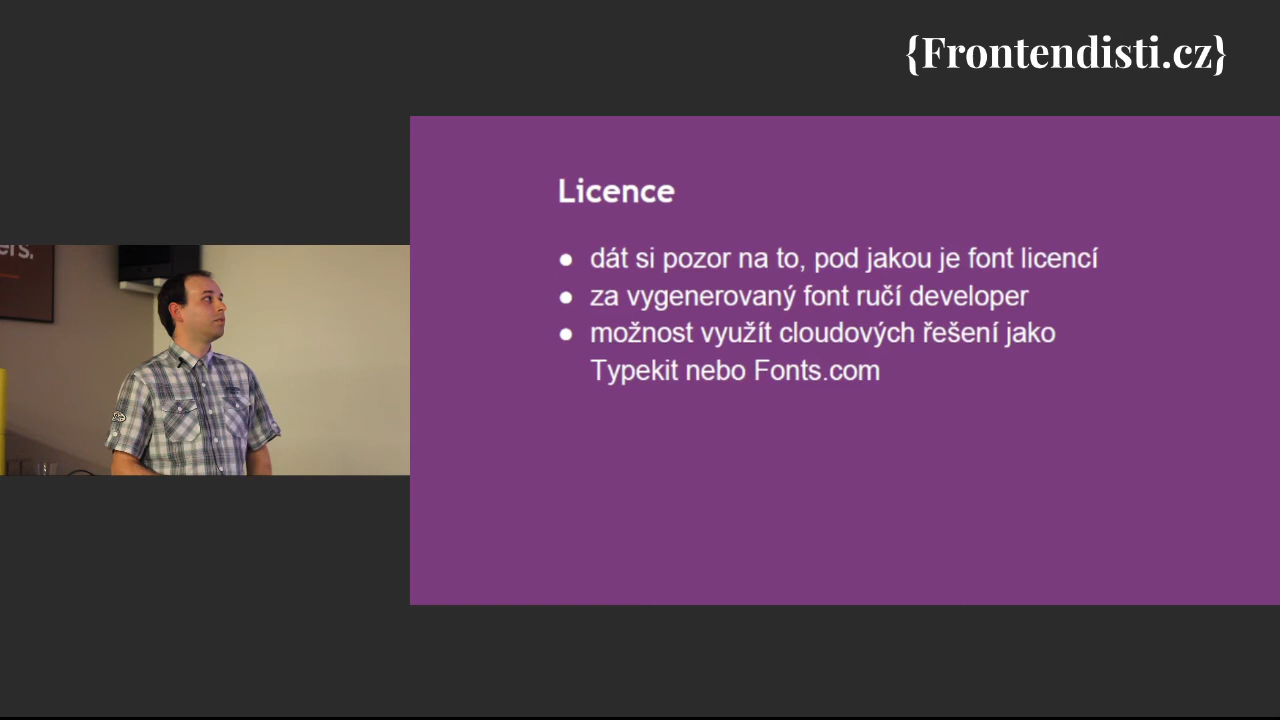 {Frontendisti.cz}
ers.
Licence
● dát si pozor na to, pod jakou je font licencí
● za vygenerovaný font ručí developer
● možnost využít cloudových řešení jako
Typekit nebo Fonts.com